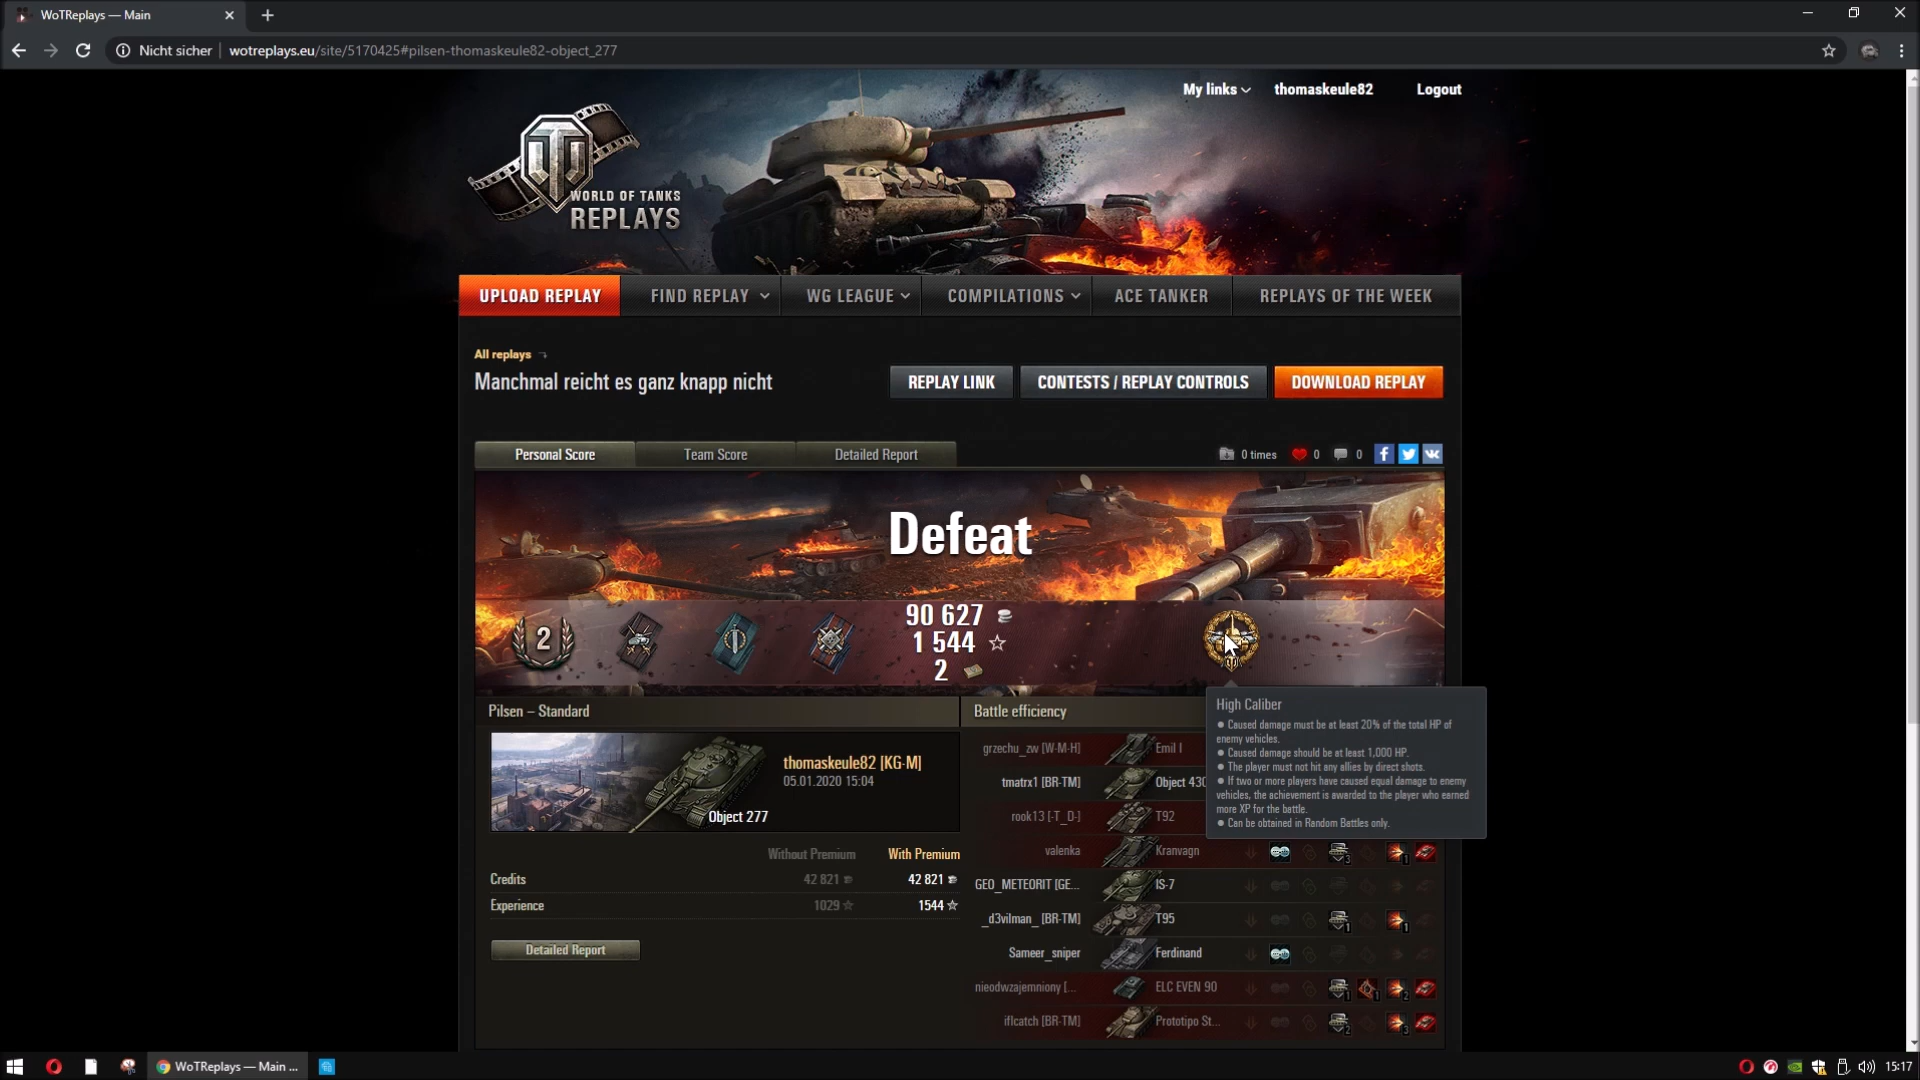 WoTReplays — Main
Nicht sicher
wotreplays.eu/site/5170425#pilsen-thomaskeule82-object_277
My links
thomaskeule82
Logout
WORLD OF TANKS
REPLAYS
UPLOAD REPLAY
FIND REPLAY
WG LEAGUE
COMPILATIONS
ACE TANKER
REPLAYS OF THE WEEK
All replays
Manchmal reicht es ganz knapp nicht
REPLAY LINK
CONTESTS / REPLAY CONTROLS
DOWNLOAD REPLAY
Personal Score
Team Score
Detailed Report
0 times
0
0
Defeat
2
90 627
1 544
2
Pilsen – Standard
thomaskeule82 [KG-M]
05.01.2020 15:04
Object 277
Without Premium
With Premium
Credits
42 821
42 821
Experience
1029
1544
Detailed Report
Battle efficiency
grzechu_zw [W-M-H]
Emil I
tmatrx1 [BR-TM]
Object 430
rook13 [-T_D-]
T92
valenka
Kranvagn
3
1
GEO_METEORIT [GE...
IS-7
_d3vilman_ [BR-TM]
T95
1
1
Sameer_sniper
Ferdinand
nieodwzajemniony [...
ELC EVEN 90
1
1
2
iflcatch [BR-TM]
Prototipo St...
2
3
High Caliber
● Caused damage must be at least 20% of the total HP of
enemy vehicles.
● Caused damage should be at least 1,000 HP.
● The player must not hit any allies by direct shots.
● If two or more players have caused equal damage to enemy
vehicles, the achievement is awarded to the player who earned
more XP for the battle.
● Can be obtained in Random Battles only.
WoTReplays — Main ...
15:17